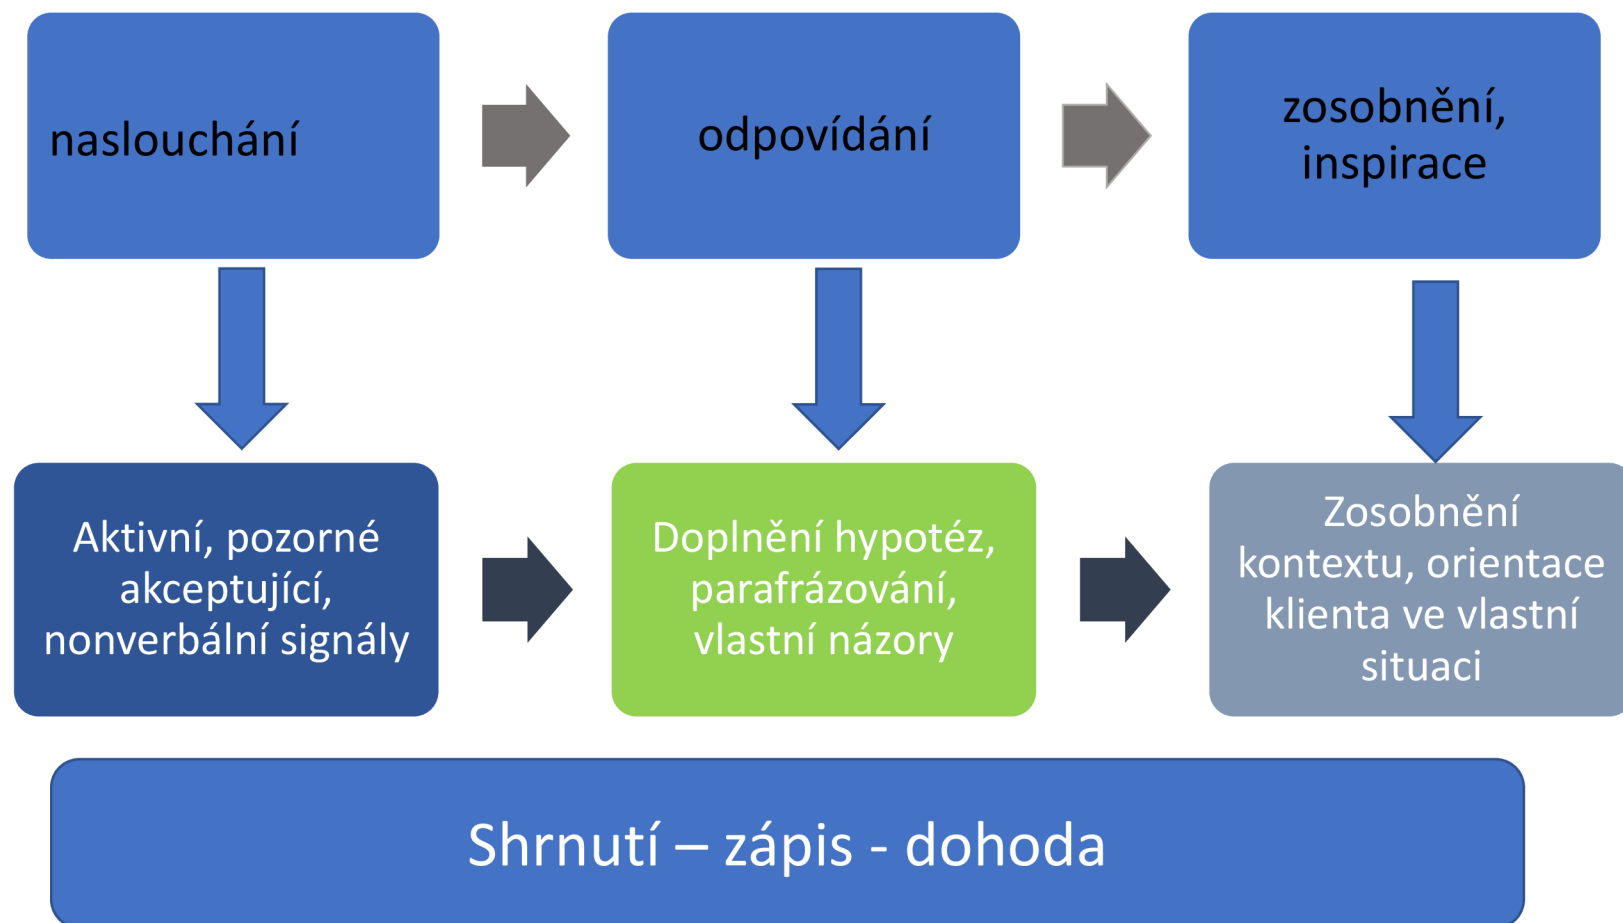 naslouchání
odpovídání
zosobnění,
inspirace
Aktivní, pozorné
akceptující,
nonverbální signály
Doplnění hypotéz,
parafrázování,
vlastní názory
Zosobnění
kontextu, orientace
klienta ve vlastní
situaci
Shrnutí – zápis - dohoda